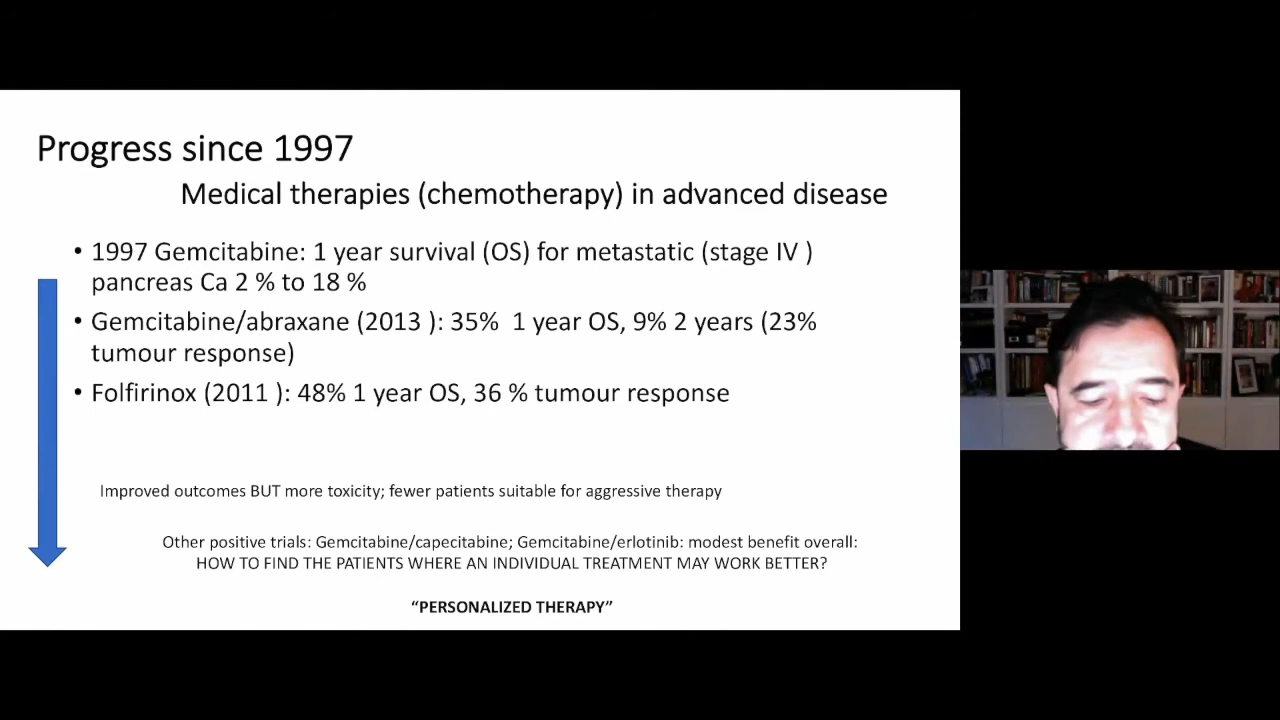 Progress since 1997
Medical therapies (chemotherapy) in advanced disease
• 1997 Gemcitabine: 1 year survival (OS) for metastatic (stage IV )
pancreas Ca 2 % to 18 %
• Gemcitabine/abraxane (2013 ): 35%  1 year OS, 9% 2 years (23%
tumour response)
• Folfirinox (2011 ): 48% 1 year OS, 36 % tumour response
Improved outcomes BUT more toxicity; fewer patients suitable for aggressive therapy
Other positive trials: Gemcitabine/capecitabine; Gemcitabine/erlotinib: modest benefit overall:
HOW TO FIND THE PATIENTS WHERE AN INDIVIDUAL TREATMENT MAY WORK BETTER?
“PERSONALIZED THERAPY”